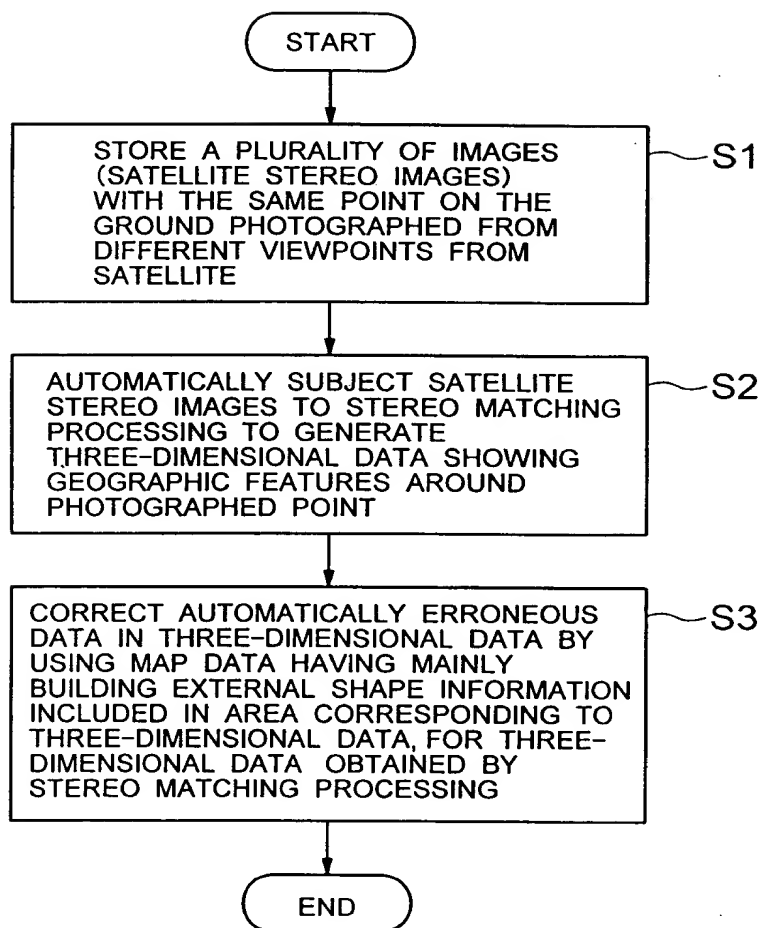 START
STORE A PLURALITY OF IMAGES
(SATELLITE STEREO IMAGES)
WITH THE SAME POINT ON THE
GROUND PHOTOGRAPHED FROM
DIFFERENT VIEWPOINTS FROM
SATELLITE
S1
AUTOMATICALLY SUBJECT SATELLITE
STEREO IMAGES TO STEREO MATCHING
PROCESSING TO GENERATE
THREE-DIMENSIONAL DATA SHOWING
GEOGRAPHIC FEATURES AROUND
PHOTOGRAPHED POINT
S2
CORRECT AUTOMATICALLY ERRONEOUS
DATA IN THREE-DIMENSIONAL DATA BY
USING MAP DATA HAVING MAINLY
BUILDING EXTERNAL SHAPE INFORMATION
INCLUDED IN AREA CORRESPONDING TO
THREE-DIMENSIONAL DATA, FOR THREE-
DIMENSIONAL DATA OBTAINED BY
STEREO MATCHING PROCESSING
S3
END